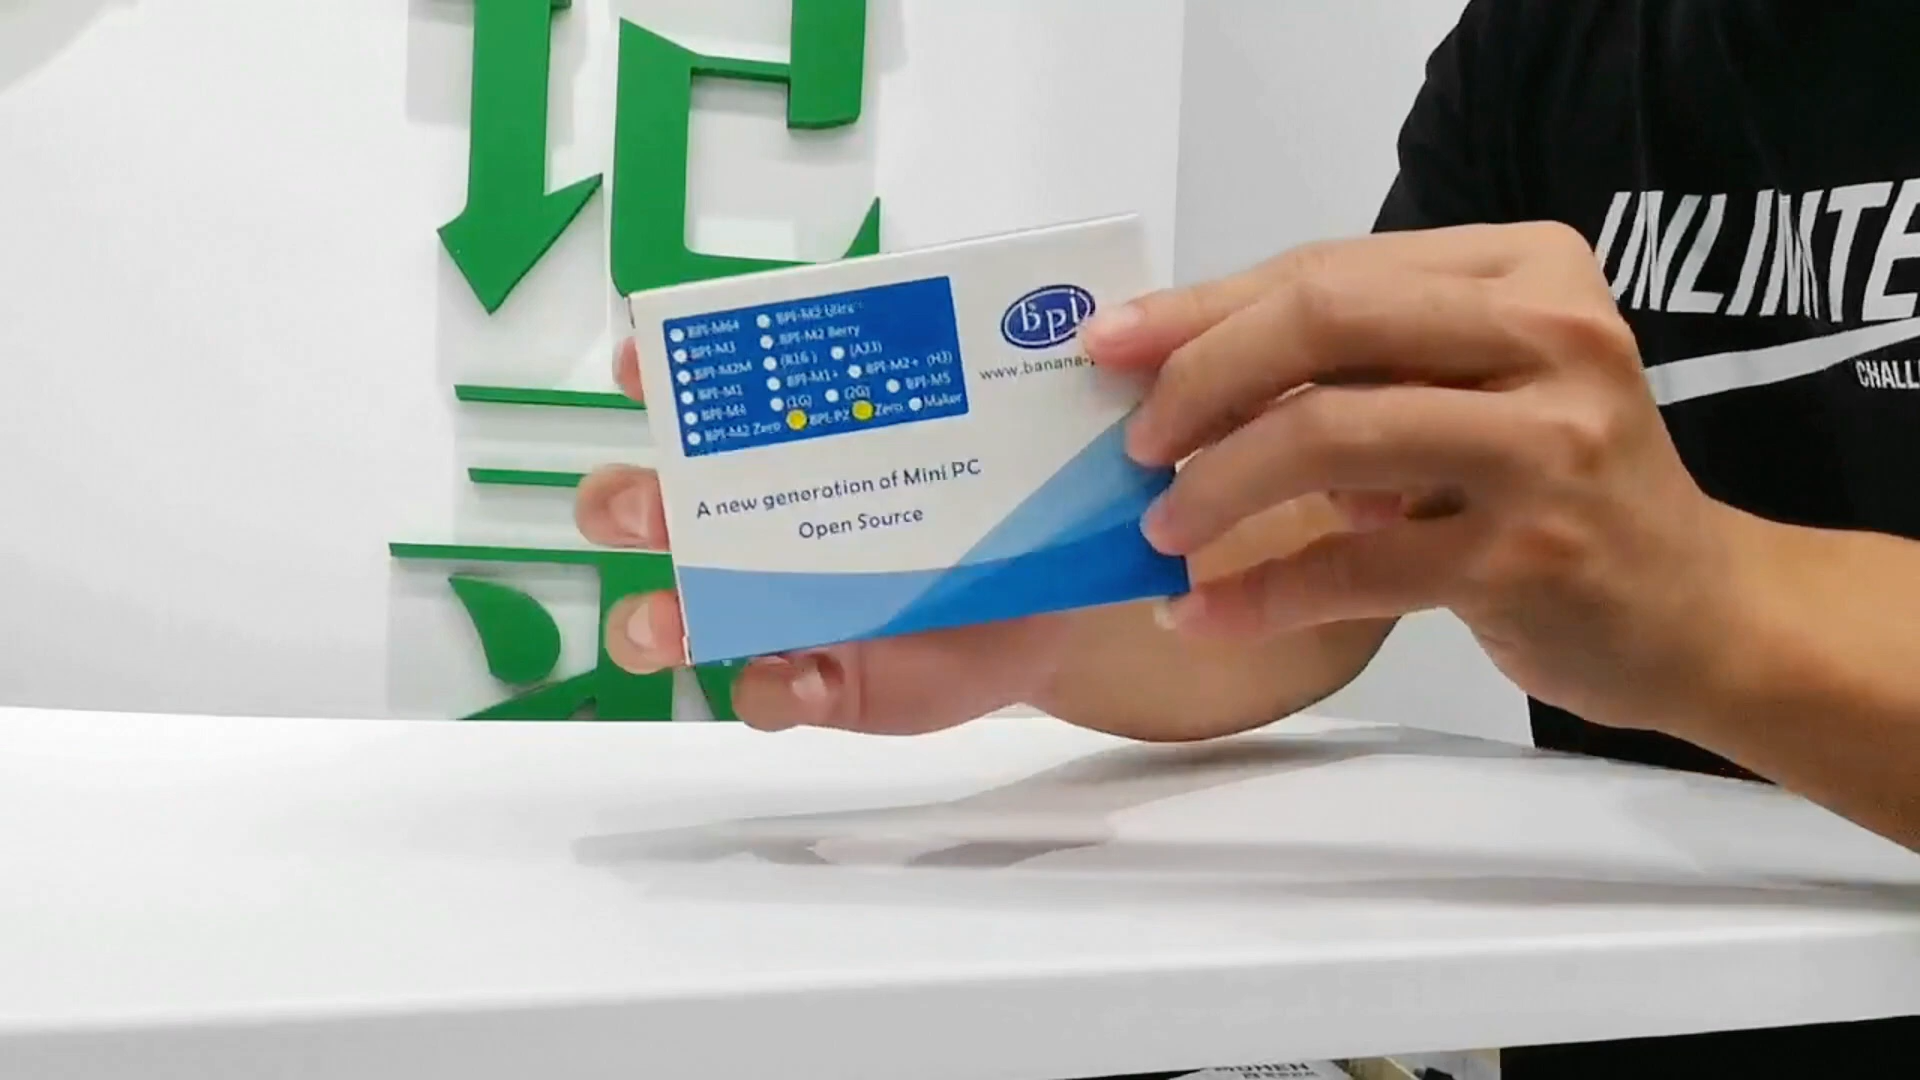 记
BPI-M64
BPI-M2 Ultra
BPI-M3
BPI-M2 Berry
BPI-M2M
(R16 )
(A33)
BPI-M1
BPI-M1+
BPI-M2+ (H3)
BPI-M4
(1G)
(2G)
BPI-M5
BPI-M2 Zero
BPI-P2
Zero
Maker
Bpi
www.banana-
A new generation of Mini PC
Open Source
UNLIMITE
CHALL